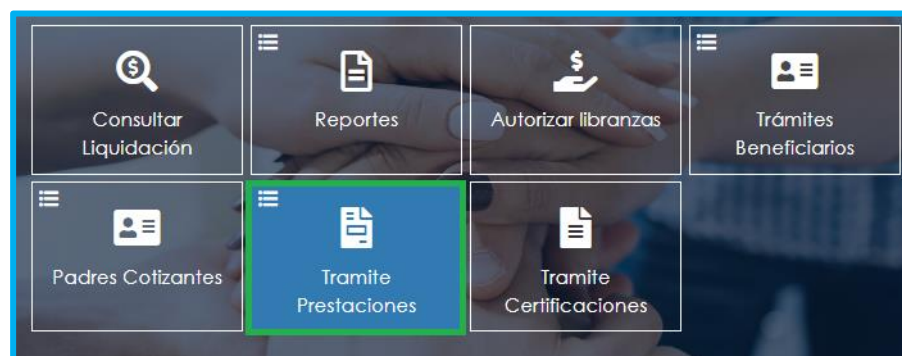 Consultar
Liquidación
Reportes
Autorizar libranzas
Trámites
Beneficiarios
Padres Cotizantes
Tramite
Prestaciones
Tramite
Certificaciones